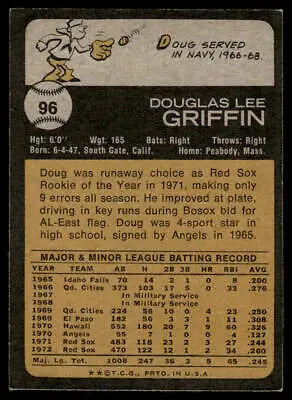 DOUG SERVED
IN NAVY, 1966-68.
96
DOUGLAS LEE
GRIFFIN
Hgt: 6'0" Wgt: 165 Bats: Right Throws: Right
Born: 6-4-47, South Gate, Calif. Home: Peabody, Mass.
Doug was runaway choice as Red Sox
Rookie of the Year in 1971, making only
9 errors all season. He improved at plate,
driving in key runs during Bosox bid for
AL-East flag. Doug was 4-sport star in
high school, signed by Angels in 1965.
MAJOR & MINOR LEAGUE BATTING RECORD
YEAR TEAM AB H 2B 3B HR RBI AVG.
1965 Idaho Falls 70 14 2 1 0 8 .200
1966 Qd. Cities 373 103 17 5 0 33 .276
1967 In Military Service
1968 In Military Service
1969 Qd. Cities 224 56 10 4 0 23 .250
1969 El Paso 182 56 5 4 0 15 .308
1970 Hawaii 552 180 20 7 9 60 .326
1970 Angels 55 7 1 0 0 4 .127
1971 Red Sox 483 118 23 2 3 27 .244
1972 Red Sox 470 122 12 1 2 34 .260
Maj. Lg. Tot. 1008 247 36 3 5 65 .245
**©T.C.G., PRTD. IN U.S.A.